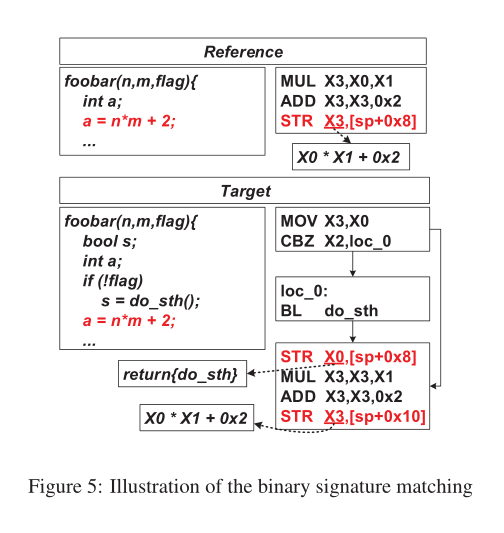 Reference
foobar(n,m,flag){
int a;
a = n*m + 2;
...
MUL X3,X0,X1
ADD X3,X3,0x2
STR X3,[sp+0x8]
X0 * X1 + 0x2
Target
foobar(n,m,flag){
bool s;
int a;
if (!flag)
s = do_sth();
a = n*m + 2;
...
MOV X3,X0
CBZ X2,loc_0
loc_0:
BL do_sth
STR X0,[sp+0x8]
MUL X3,X3,X1
ADD X3,X3,0x2
STR X3,[sp+0x10]
return{do_sth}
X0 * X1 + 0x2
Figure 5: Illustration of the binary signature matching